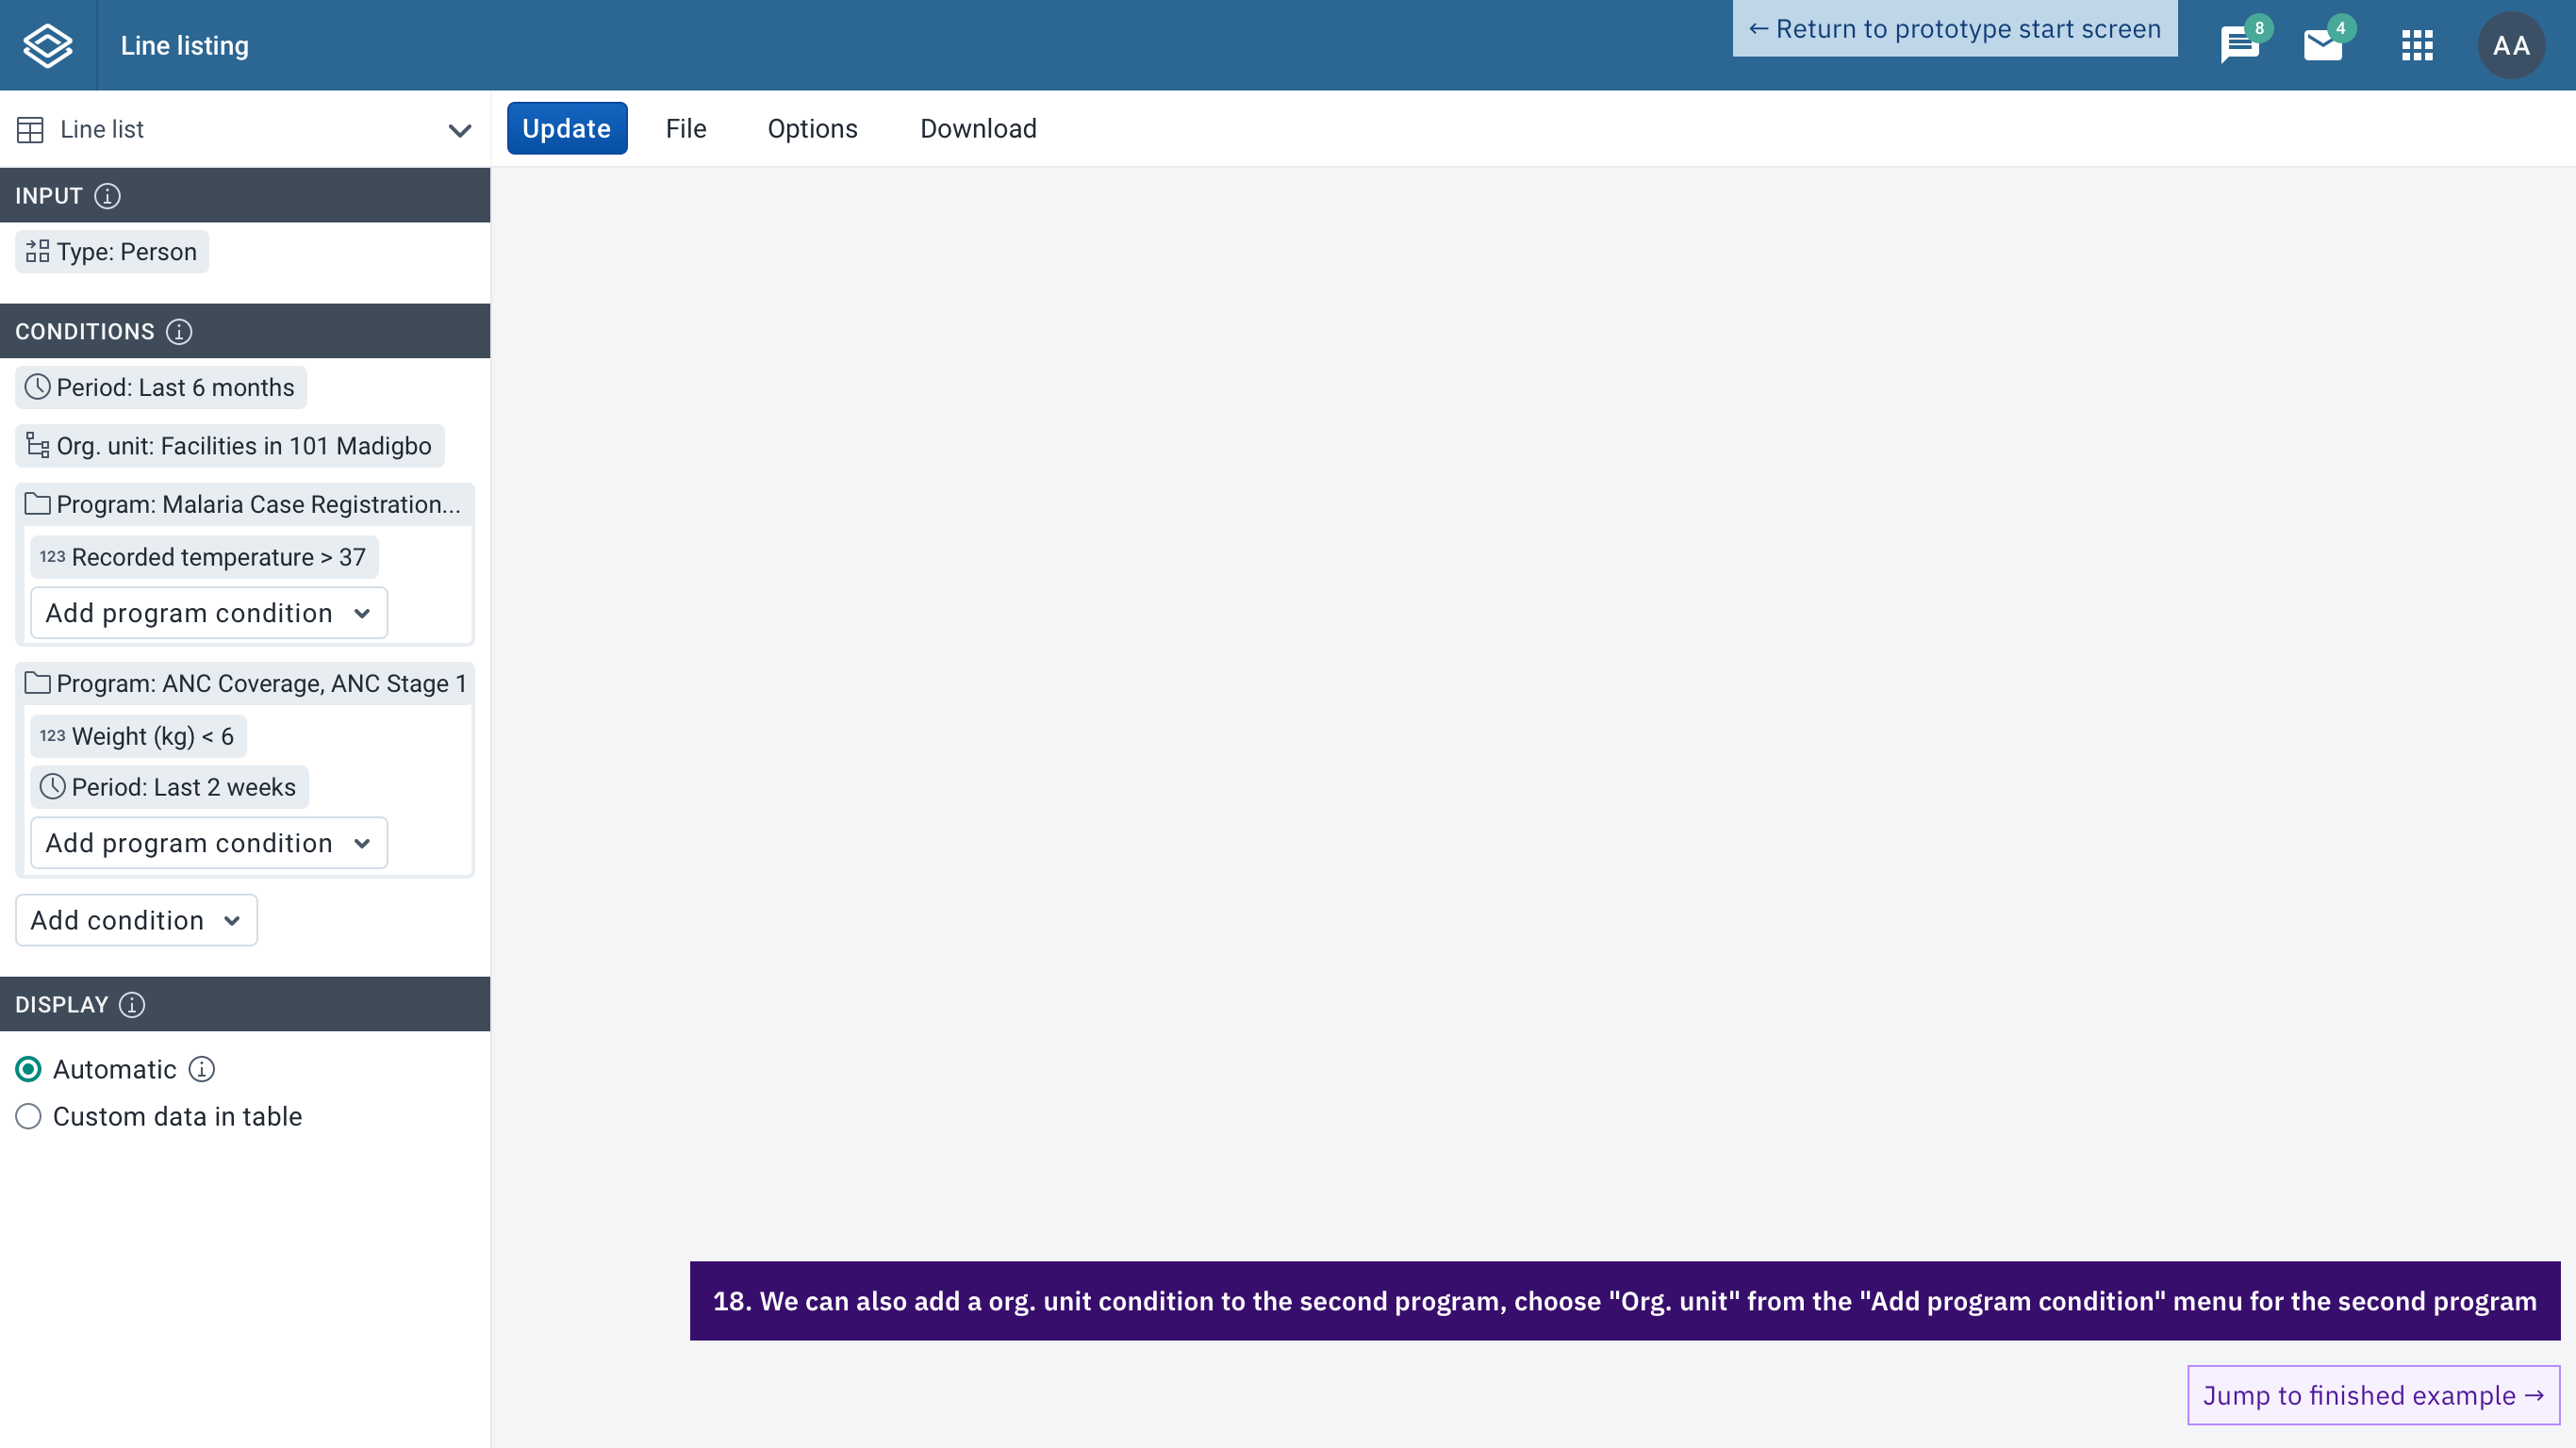 Line listing
← Return to prototype start screen
8
4
AA
Line list
Update
File
Options
Download
INPUT
Type: Person
CONDITIONS
Period: Last 6 months
Org. unit: Facilities in 101 Madigbo
Program: Malaria Case Registration...
123 Recorded temperature > 37
Add program condition
Program: ANC Coverage, ANC Stage 1
123 Weight (kg) < 6
Period: Last 2 weeks
Add program condition
Add condition
DISPLAY
Automatic
Custom data in table
18. We can also add a org. unit condition to the second program, choose "Org. unit" from the "Add program condition" menu for the second program
Jump to finished example →